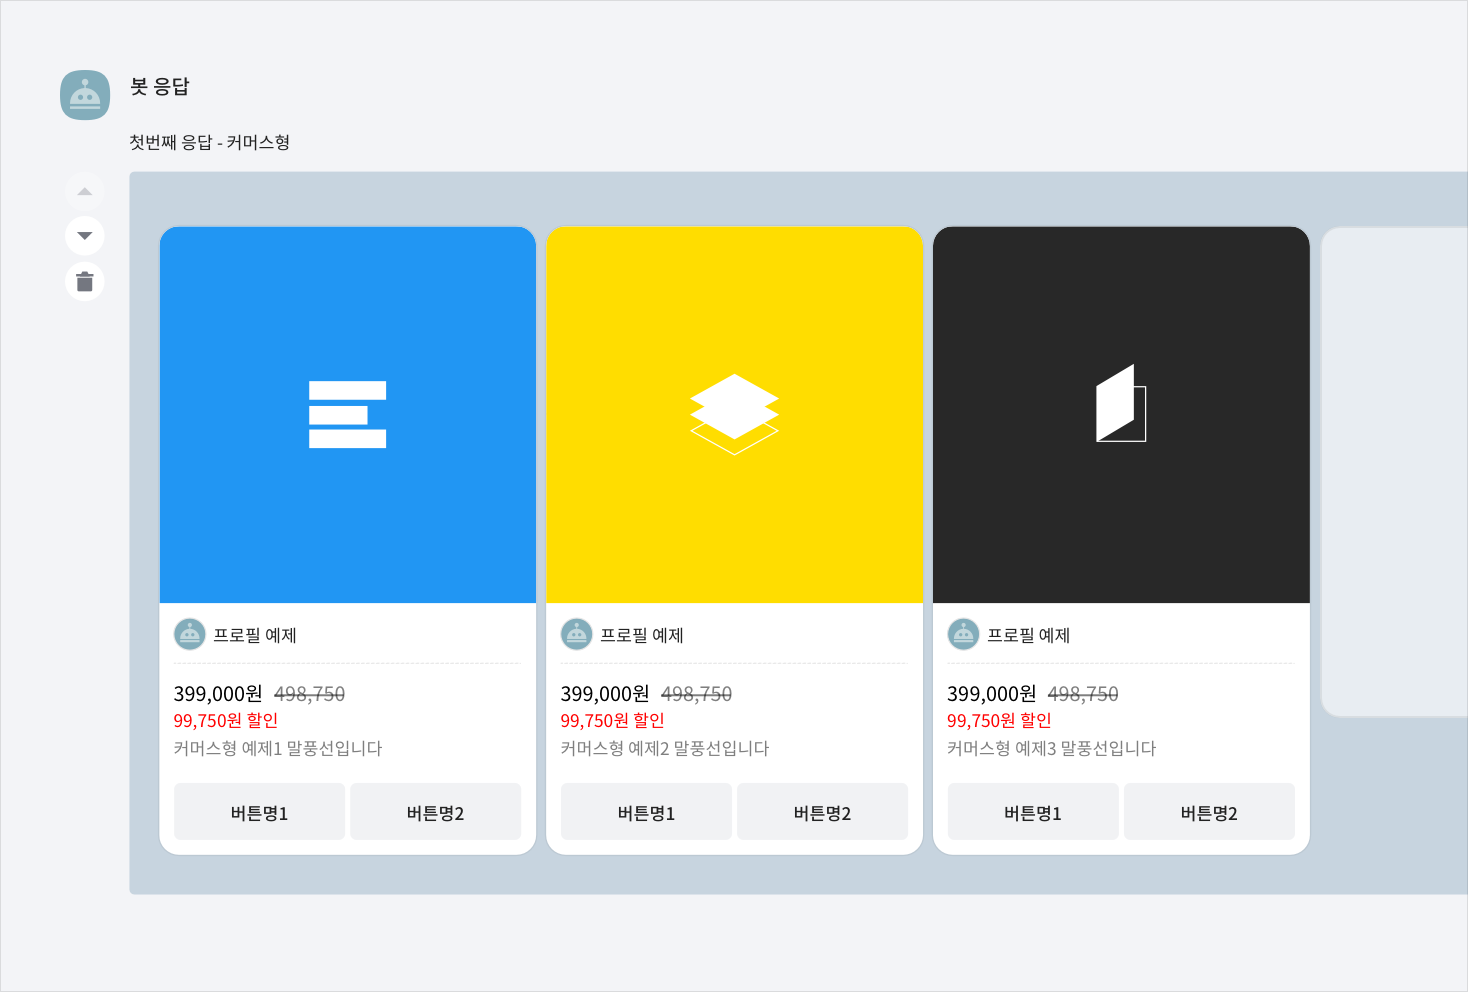 봇 응답
첫번째 응답 - 커머스형
프로필 예제
399,000원 498,750
99,750원 할인
커머스형 예제1 말풍선입니다
버튼명1 버튼명2
프로필 예제
399,000원 498,750
99,750원 할인
커머스형 예제2 말풍선입니다
버튼명1 버튼명2
프로필 예제
399,000원 498,750
99,750원 할인
커머스형 예제3 말풍선입니다
버튼명1 버튼명2